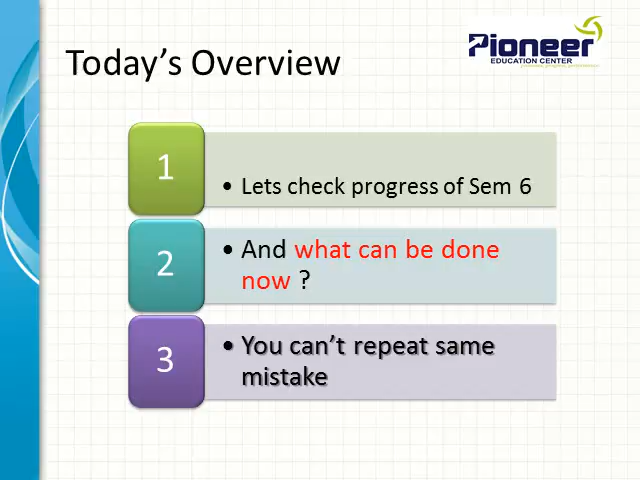 Pioneer
EDUCATION CENTER
Today's Overview
1
• Lets check progress of Sem 6
2
• And what can be done
now ?
3
• You can't repeat same
mistake